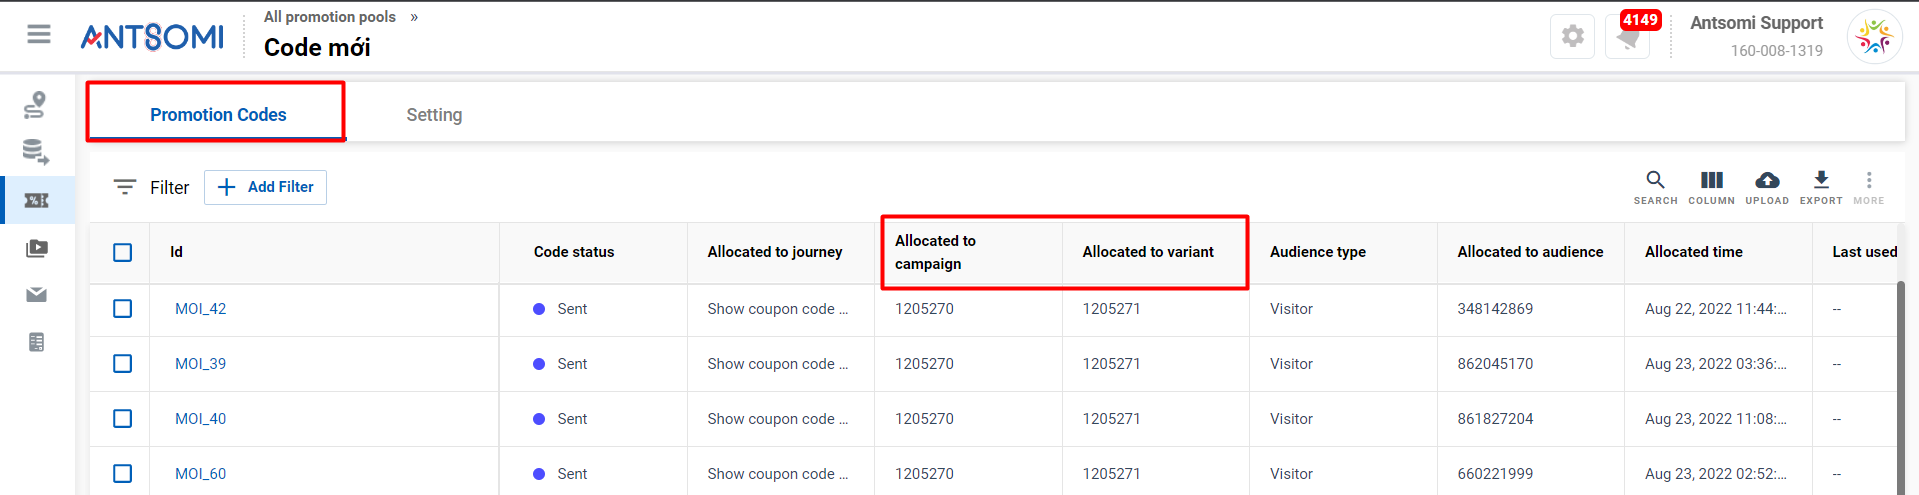 All promotion pools »
ANTSOMI
Code mới
4149
Antsomi Support
160-008-1319
Promotion Codes
Setting
Filter
Add Filter
SEARCH COLUMN UPLOAD EXPORT MORE
Id
Code status
Allocated to journey
Allocated to
campaign
Allocated to variant
Audience type
Allocated to audience
Allocated time
Last used
MOI_42 Sent Show coupon code ... 1205270 1205271 Visitor 348142869 Aug 22, 2022 11:44:... --
MOI_39 Sent Show coupon code ... 1205270 1205271 Visitor 862045170 Aug 23, 2022 03:36:... --
MOI_40 Sent Show coupon code ... 1205270 1205271 Visitor 861827204 Aug 23, 2022 11:08:... --
MOI_60 Sent Show coupon code ... 1205270 1205271 Visitor 660221999 Aug 23, 2022 02:52:... --